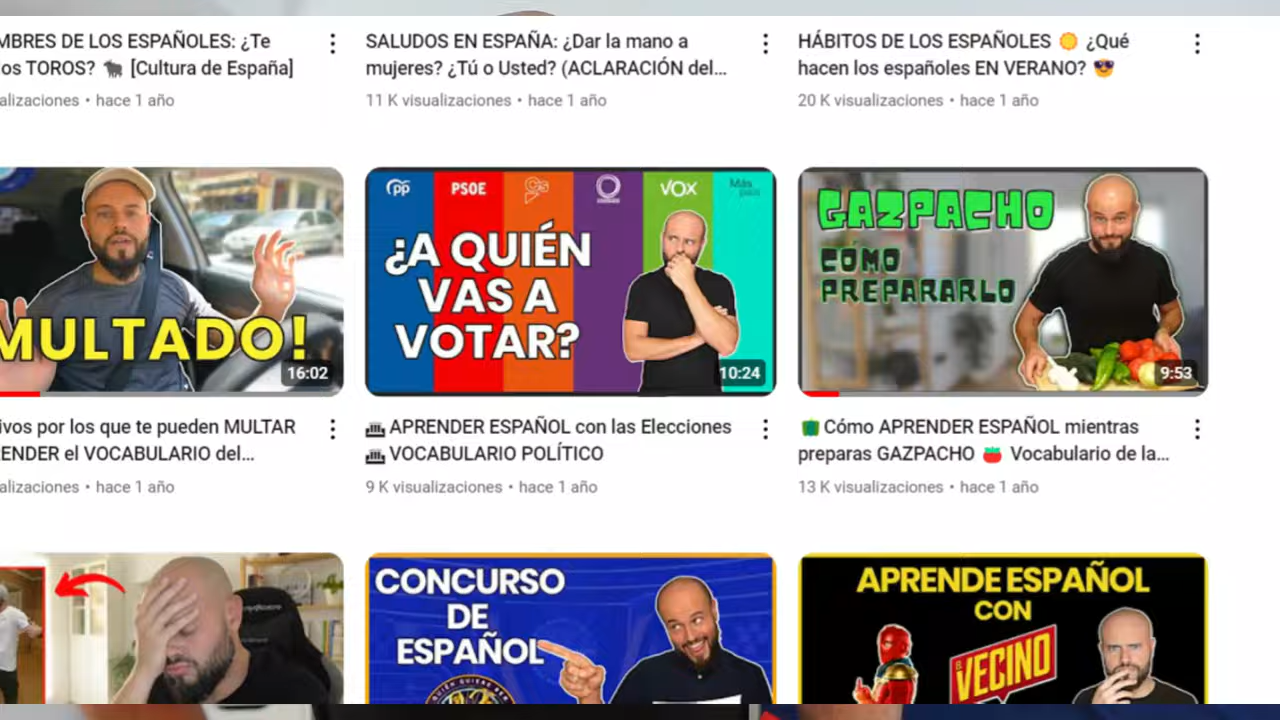 MBRES DE LOS ESPAÑOLES: ¿Te
os TOROS? 🐂 [Cultura de España]
alizaciones • hace 1 año
SALUDOS EN ESPAÑA: ¿Dar la mano a
mujeres? ¿Tú o Usted? (ACLARACIÓN del...
11 K visualizaciones • hace 1 año
HÁBITOS DE LOS ESPAÑOLES 🌞 ¿Qué
hacen los españoles EN VERANO? 😎
20 K visualizaciones • hace 1 año
MULTADO!
16:02
PP
PSOE
Cs
VOX
Más
país
¿A QUIÉN
VAS A
VOTAR?
10:24
GAZPACHO
CÓMO
PREPARARLO
9:53
ivos por los que te pueden MULTAR
ENDER el VOCABULARIO del...
alizaciones • hace 1 año
🗳 APRENDER ESPAÑOL con las Elecciones
🗳 VOCABULARIO POLÍTICO
9 K visualizaciones • hace 1 año
🫑 Cómo APRENDER ESPAÑOL mientras
preparas GAZPACHO 🍅 Vocabulario de la...
13 K visualizaciones • hace 1 año
CONCURSO
DE
ESPAÑOL
QUIÉN QUIERE SER
APRENDE ESPAÑOL
CON
EL
VECINO